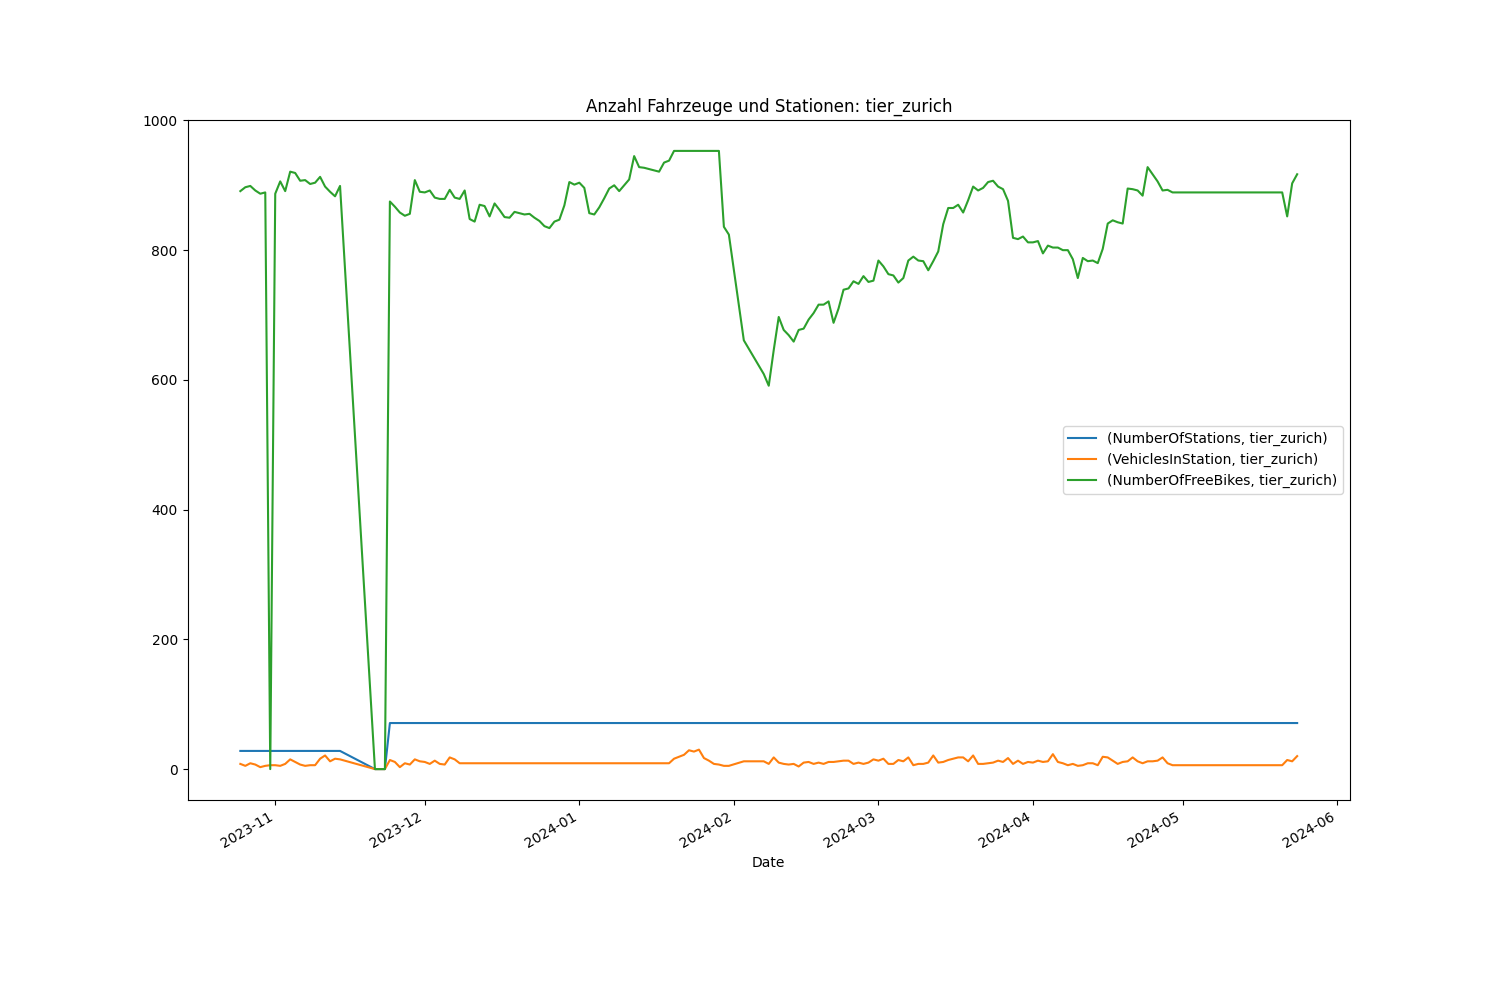 Anzahl Fahrzeuge und Stationen: tier_zurich
1000
800
600
400
200
0
(NumberOfStations, tier_zurich)
(VehiclesInStation, tier_zurich)
(NumberOfFreeBikes, tier_zurich)
2023-11
2023-12
2024-01
2024-02
2024-03
2024-04
2024-05
2024-06
Date